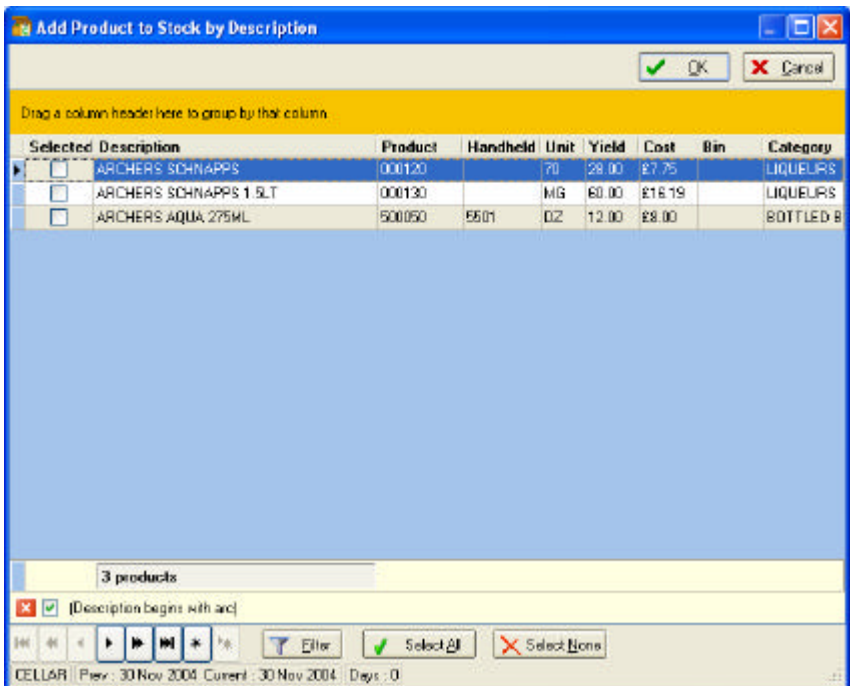 Add Product to Stock by Description
OK Cancel
Drag a column header here to group by that column
Selected Description Product Handheld Unit Yield Cost Bin Category
ARCHERS SCHNAPPS 000120 70 28.00 £7.75 LIQUEURS
ARCHERS SCHNAPPS 1.5LT 000130 MG 60.00 £16.19 LIQUEURS
ARCHERS AQUA 275ML 500050 5501 DZ 12.00 £8.00 BOTTLED B
3 products
(Description begins with arc)
Filter Select All Select None
CELLAR Prev : 30 Nov 2004 Current : 30 Nov 2004 Days : 0